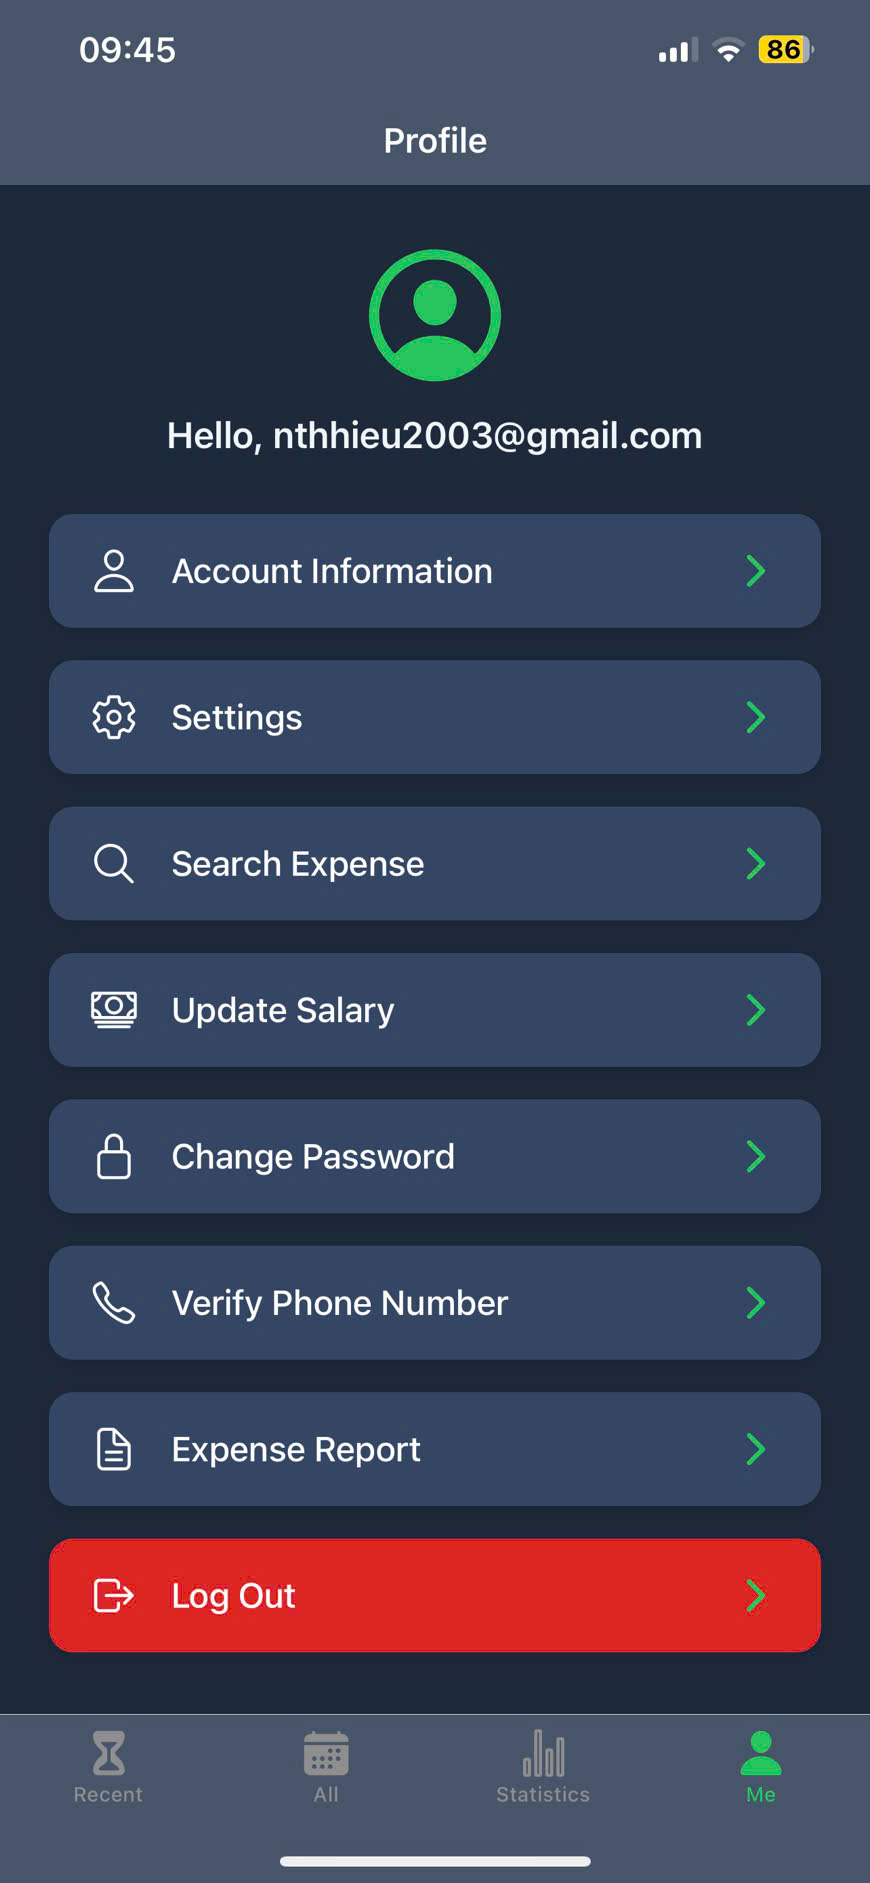 09:45
86
Profile
Hello, nthhieu2003@gmail.com
Account Information
Settings
Search Expense
Update Salary
Change Password
Verify Phone Number
Expense Report
Log Out
Recent
All
Statistics
Me